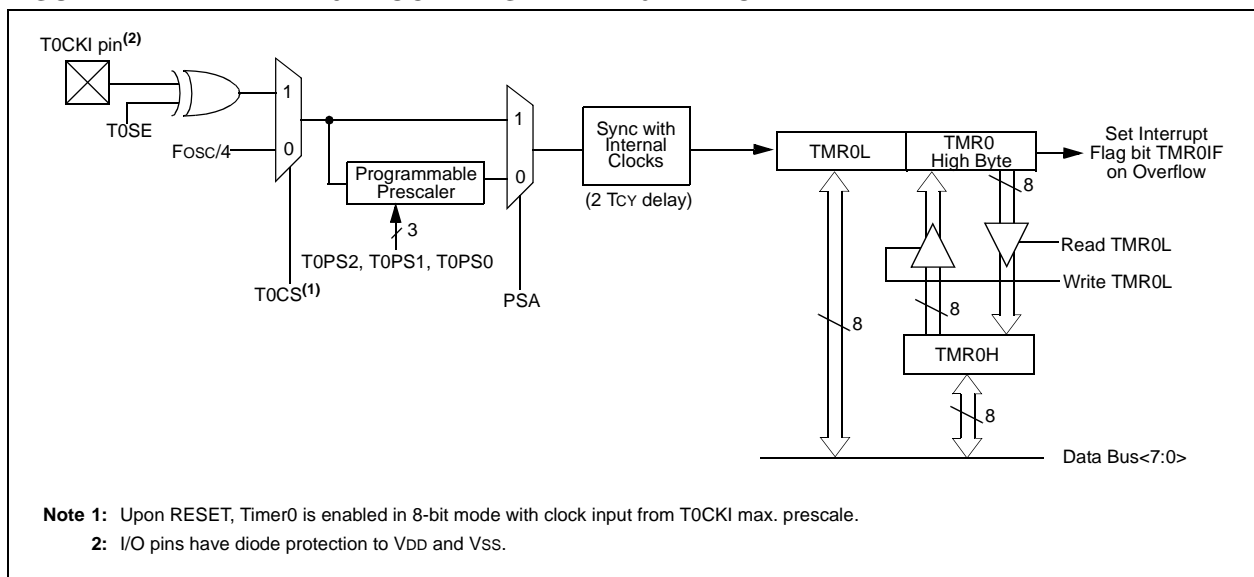 T0CKI pin(2)
T0SE
FOSC/4
1
0
T0CS(1)
Programmable
Prescaler
3
T0PS2, T0PS1, T0PS0
1
0
PSA
Sync with
Internal
Clocks
(2 TCY delay)
TMR0L
TMR0
High Byte
Set Interrupt
Flag bit TMR0IF
on Overflow
8
Read TMR0L
Write TMR0L
8
8
TMR0H
8
Data Bus<7:0>
Note 1: Upon RESET, Timer0 is enabled in 8-bit mode with clock input from T0CKI max. prescale.
2: I/O pins have diode protection to VDD and VSS.